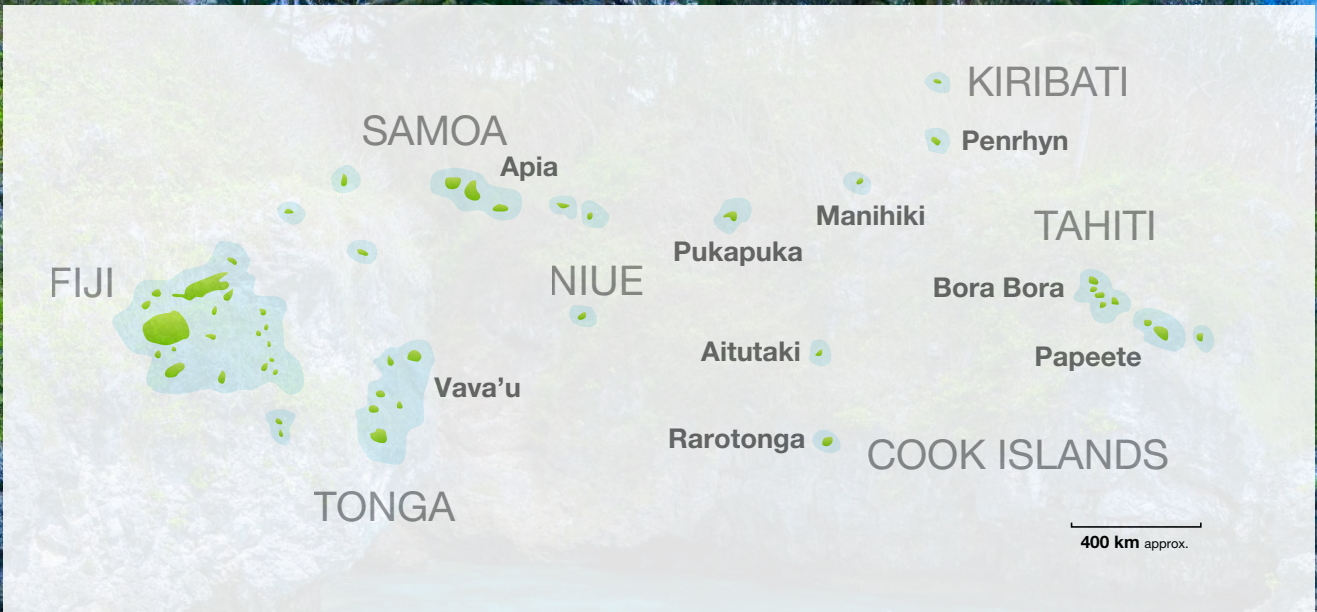 KIRIBATI
SAMOA
Penrhyn
Apia
Manihiki
TAHITI
Pukapuka
FIJI
NIUE
Bora Bora
Aitutaki
Papeete
Vava’u
Rarotonga
COOK ISLANDS
TONGA
400 km approx.